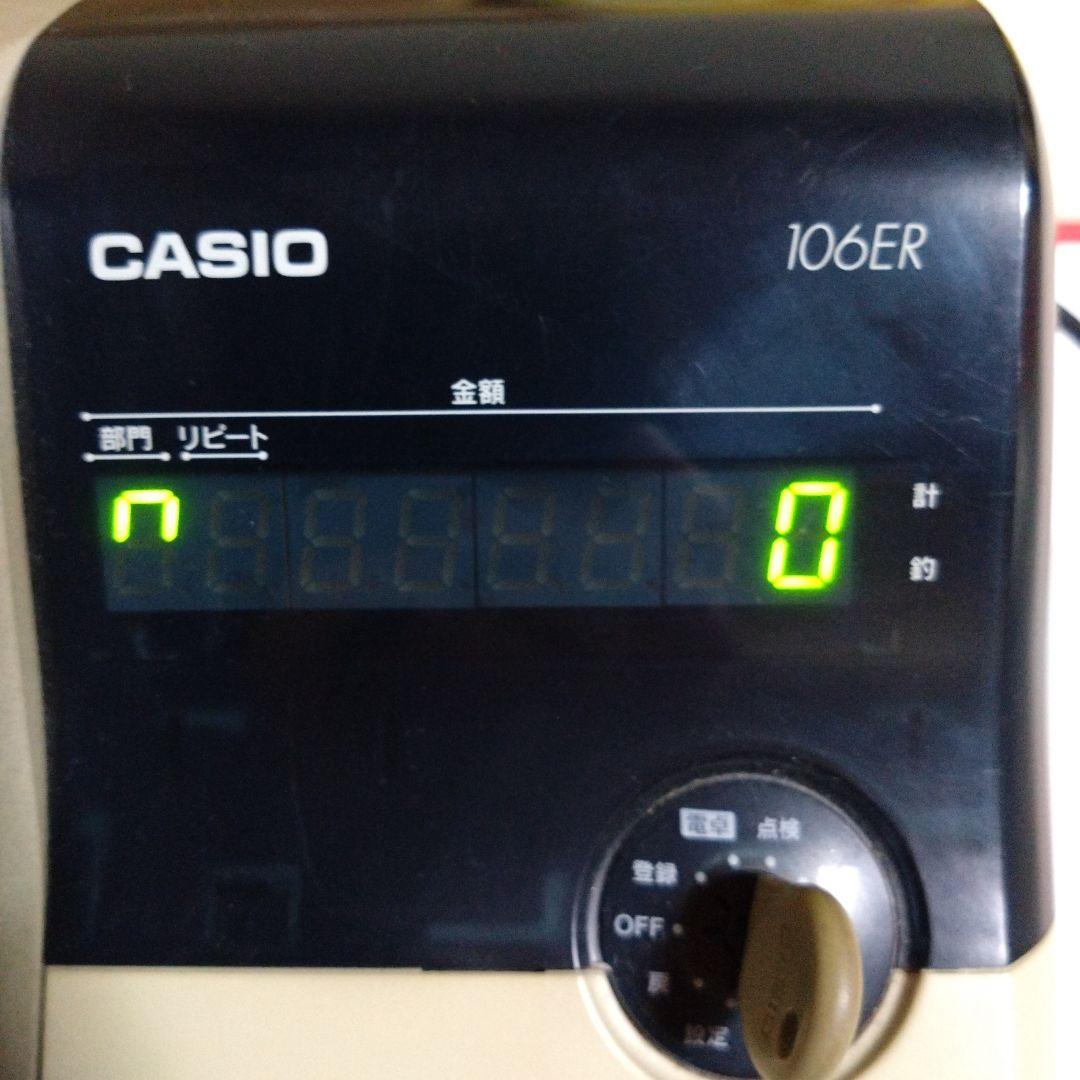 CASIO 106ER
金額
部門 リピート
0
計
釣
電卓 点検
登録
OFF
戻
設定